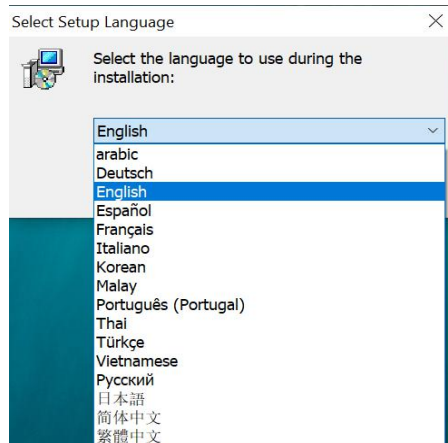 Select Setup Language
Select the language to use during the
installation:
English
arabic
Deutsch
English
Español
Français
Italiano
Korean
Malay
Português (Portugal)
Thai
Türkçe
Vietnamese
Русский
日本語
简体中文
繁體中文